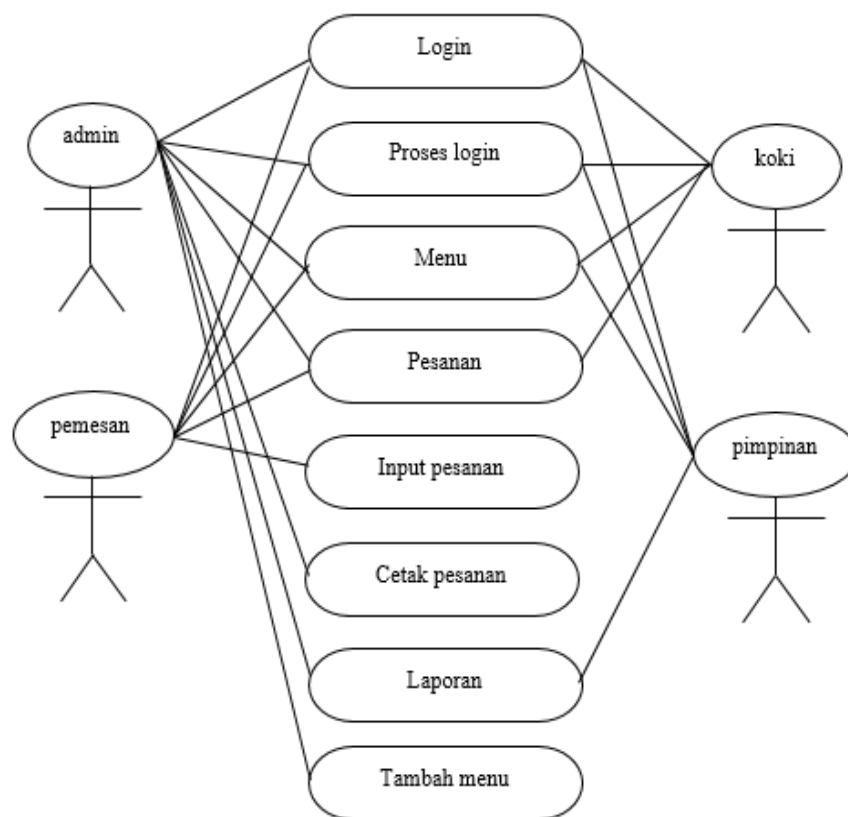 Login
admin
Proses login
koki
Menu
Pesanan
pemesan
pimpinan
Input pesanan
Cetak pesanan
Laporan
Tambah menu